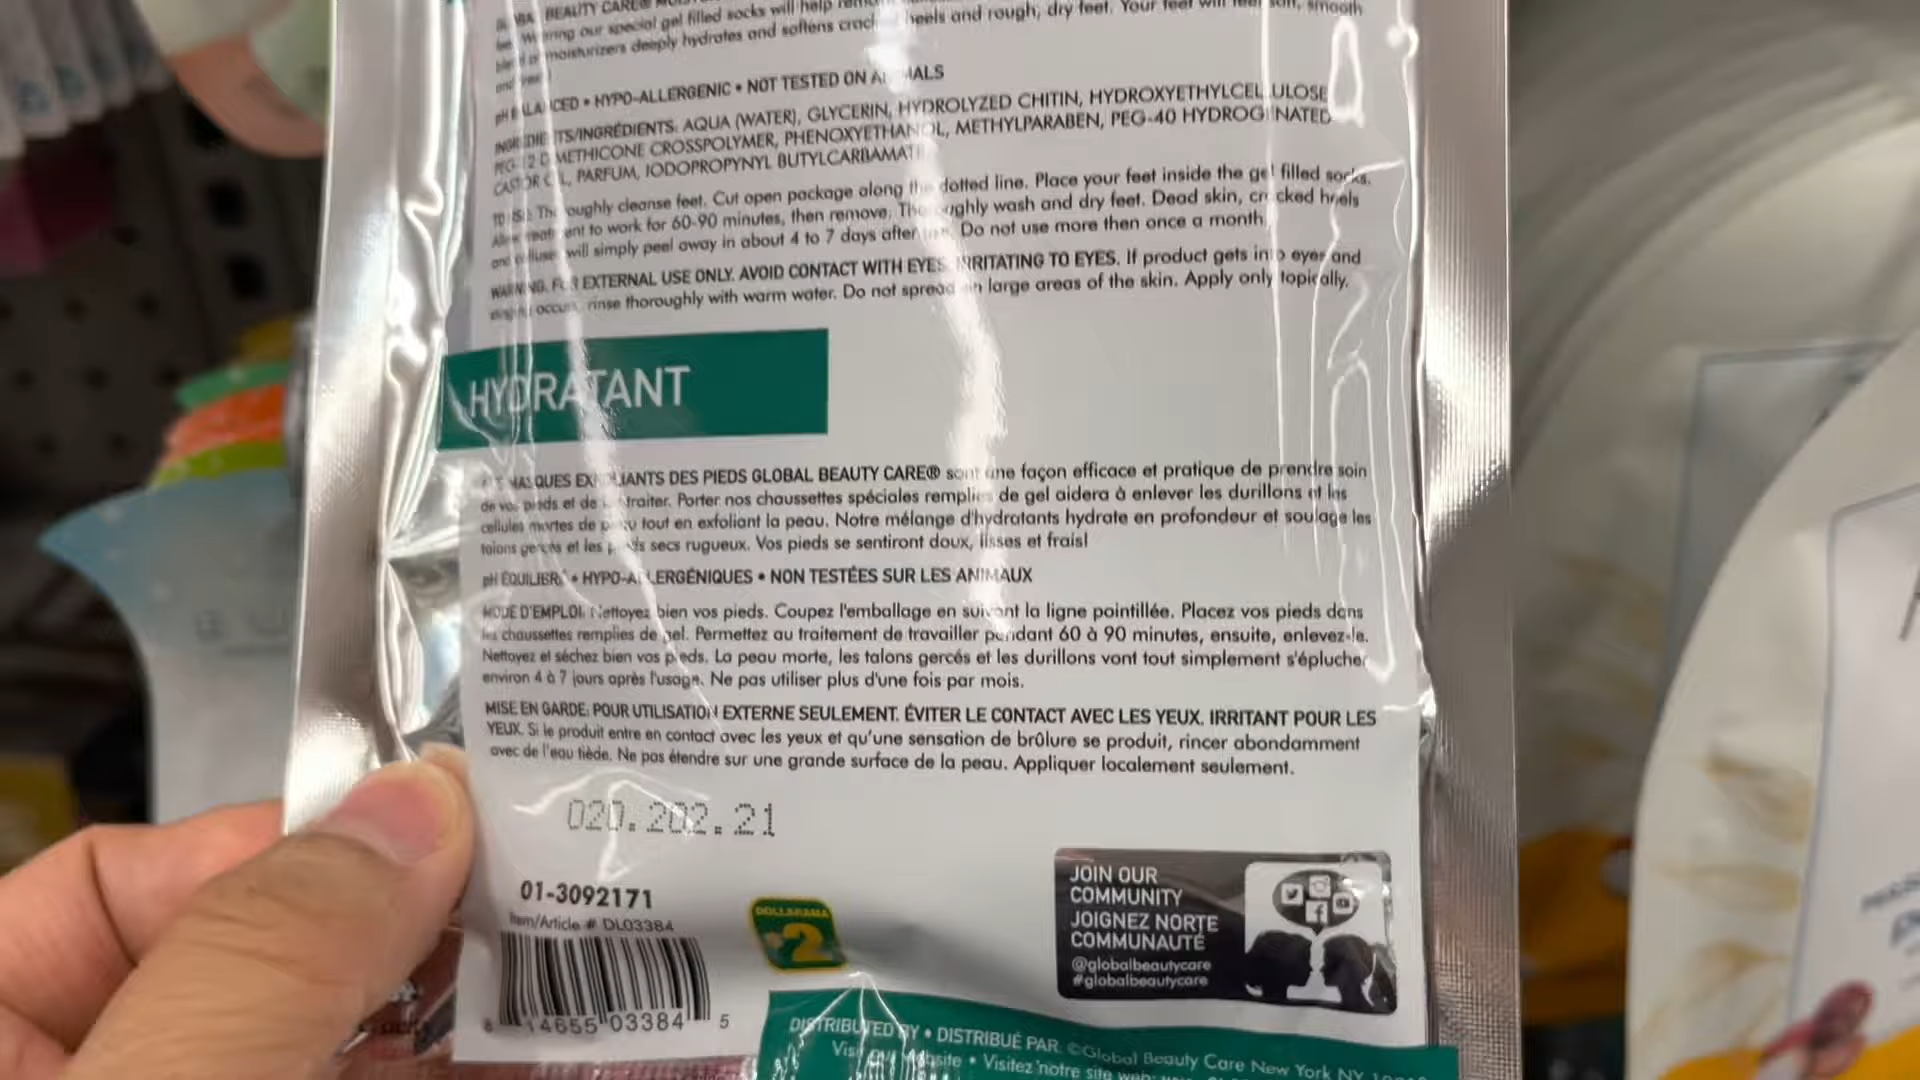 BEAUTY CARE®
our special gel filled socks will help heels and rough, dry feet. Your feet will feel soft, smooth
moisturizers deeply hydrates and softens
• HYPO-ALLERGENIC • NOT TESTED ON
AQUA (WATER), GLYCERIN, HYDROLYZED CHITIN, HYDROXYETHYLCELLULOSE
CROSSPOLYMER, PHENOXYETHANOL, METHYLPARABEN, PEG-40 HYDROGINATED
PARFUM, IODOPROPYNYL
cleanse feet. Cut open package along the dotted line. Place your feet inside the gel filled socks.
to work for 60-90 minutes, then remove. Thoroughly wash and dry feet. Dead skin, cracked heels
will simply peel away in about 4 to 7 days after Do not use more then once a month
WARNING. FOR EXTERNAL USE ONLY. AVOID CONTACT WITH EYES. IRRITATING TO EYES. If product gets into eyes and
rinse thoroughly with warm water. Do not spread on large areas of the skin. Apply only topically.
HYDRATANT
DES PIEDS GLOBAL BEAUTY CARE® sont une façon efficace et pratique de prendre soin
de vos pieds et de traiter. Porter nos chaussettes spéciales remplies de gel aidera à enlever les durillons et les
cellules mortes de tout en exfoliant la peau. Notre mélange d'hydratants hydrate en profondeur et soulage les
talons gercés et les pieds secs rugueux. Vos pieds se sentiront doux, lisses et frais!
pH ÉQUILIBRÉ • HYPO-ALLERGÉNIQUES • NON TESTÉES SUR LES ANIMAUX
MODE D'EMPLOI: Nettoyez bien vos pieds. Coupez l'emballage en suivant la ligne pointillée. Placez vos pieds dans
les chaussettes remplies de gel. Permettez au traitement de travailler pendant 60 à 90 minutes, ensuite, enlevez-le.
Nettoyez et séchez bien vos pieds. La peau morte, les talons gercés et les durillons vont tout simplement s'éplucher
environ 4 à 7 jours après l'usage. Ne pas utiliser plus d'une fois par mois.
MISE EN GARDE: POUR UTILISATION EXTERNE SEULEMENT. ÉVITER LE CONTACT AVEC LES YEUX. IRRITANT POUR LES
YEUX. Si le produit entre en contact avec les yeux et qu'une sensation de brûlure se produit, rincer abondamment
avec de l'eau tiède. Ne pas étendre sur une grande surface de la peau. Appliquer localement seulement.
020.202.21
01-3092171
Item/Article # DL03384
8 14655 03384 5
DOLLARAMA
2
JOIN OUR
COMMUNITY
JOIGNEZ NORTE
COMMUNAUTÉ
@globalbeautycare
#globalbeautycare
DISTRIBUTED BY • DISTRIBUÉ PAR ©Global Beauty Care New York NY
• Visitez notre site